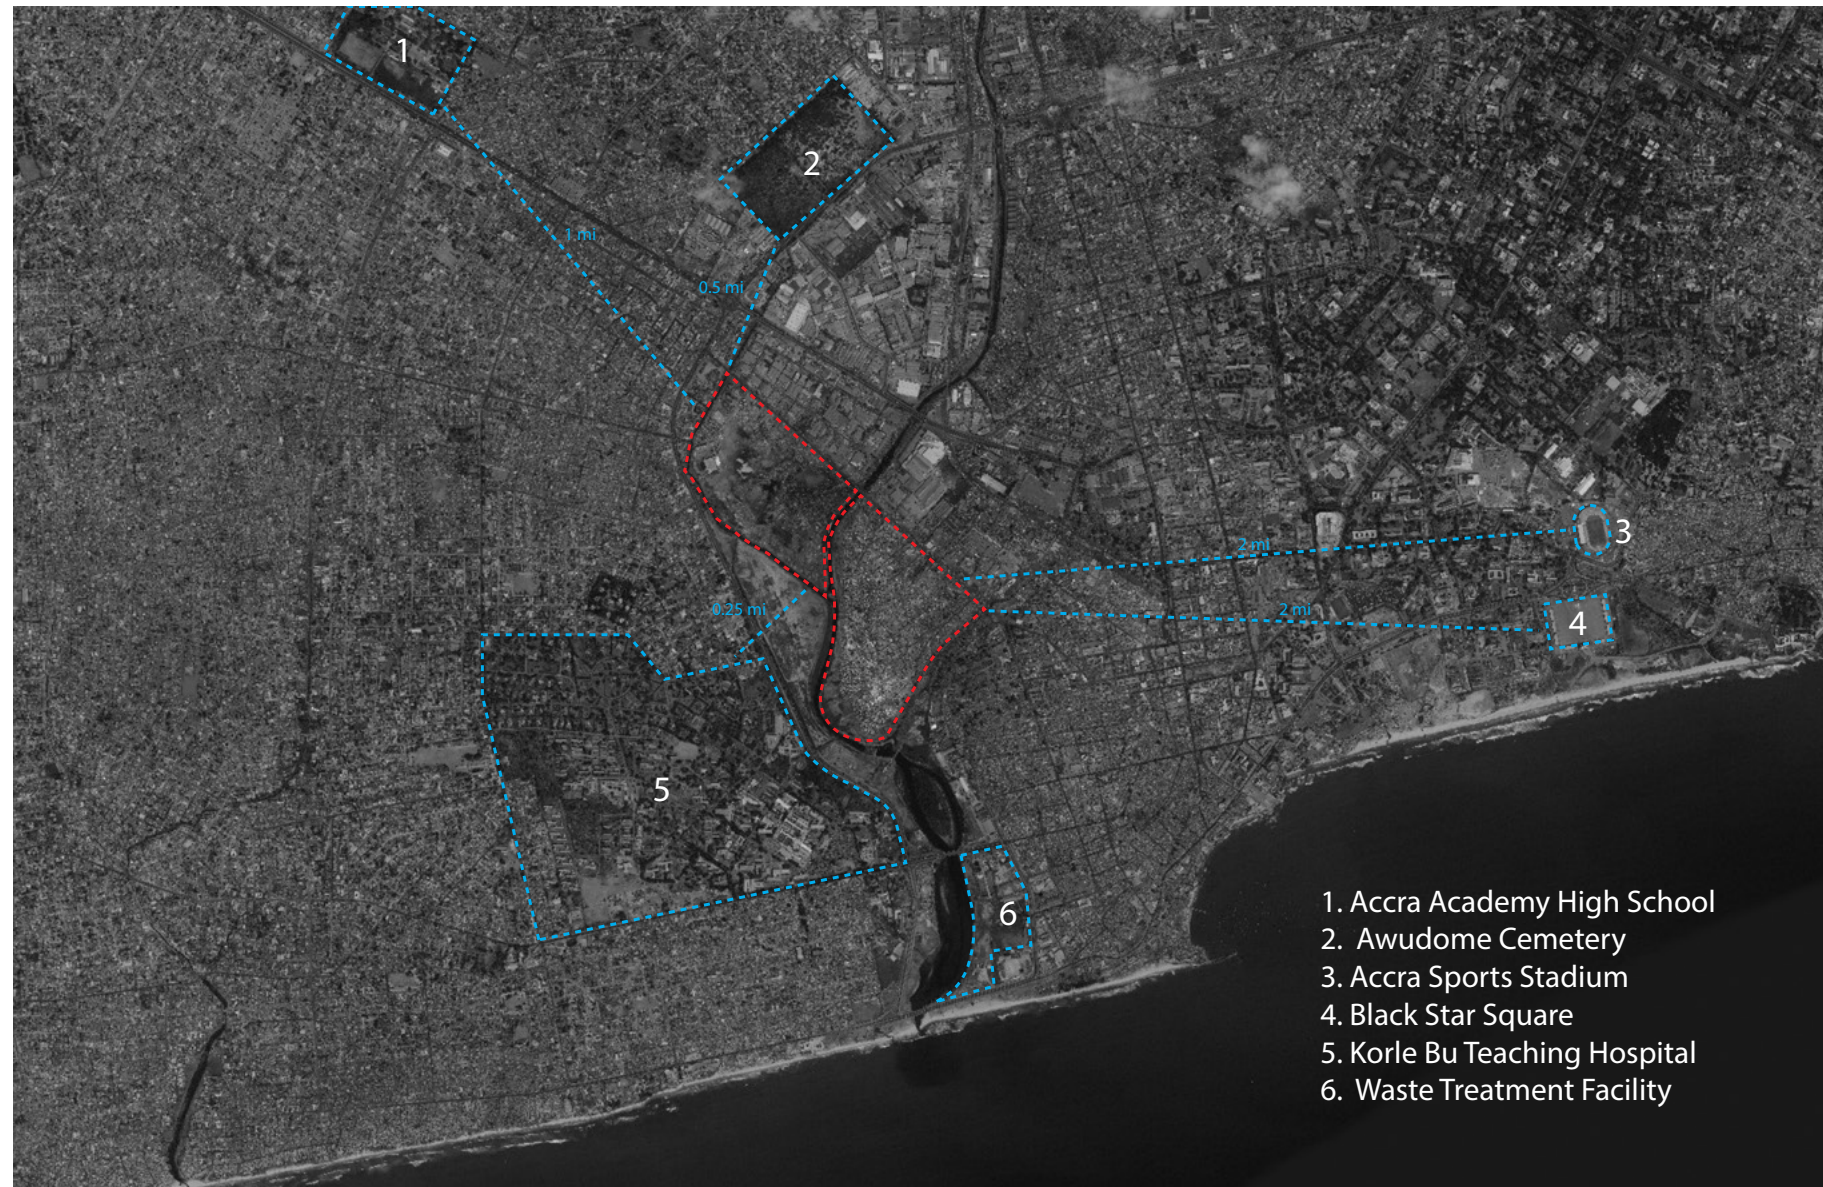 1
2
1 mi
0.5 mi
3
2 mi
0.25 mi
2 mi
4
5
6
1. Accra Academy High School
2. Awudome Cemetery
3. Accra Sports Stadium
4. Black Star Square
5. Korle Bu Teaching Hospital
6. Waste Treatment Facility